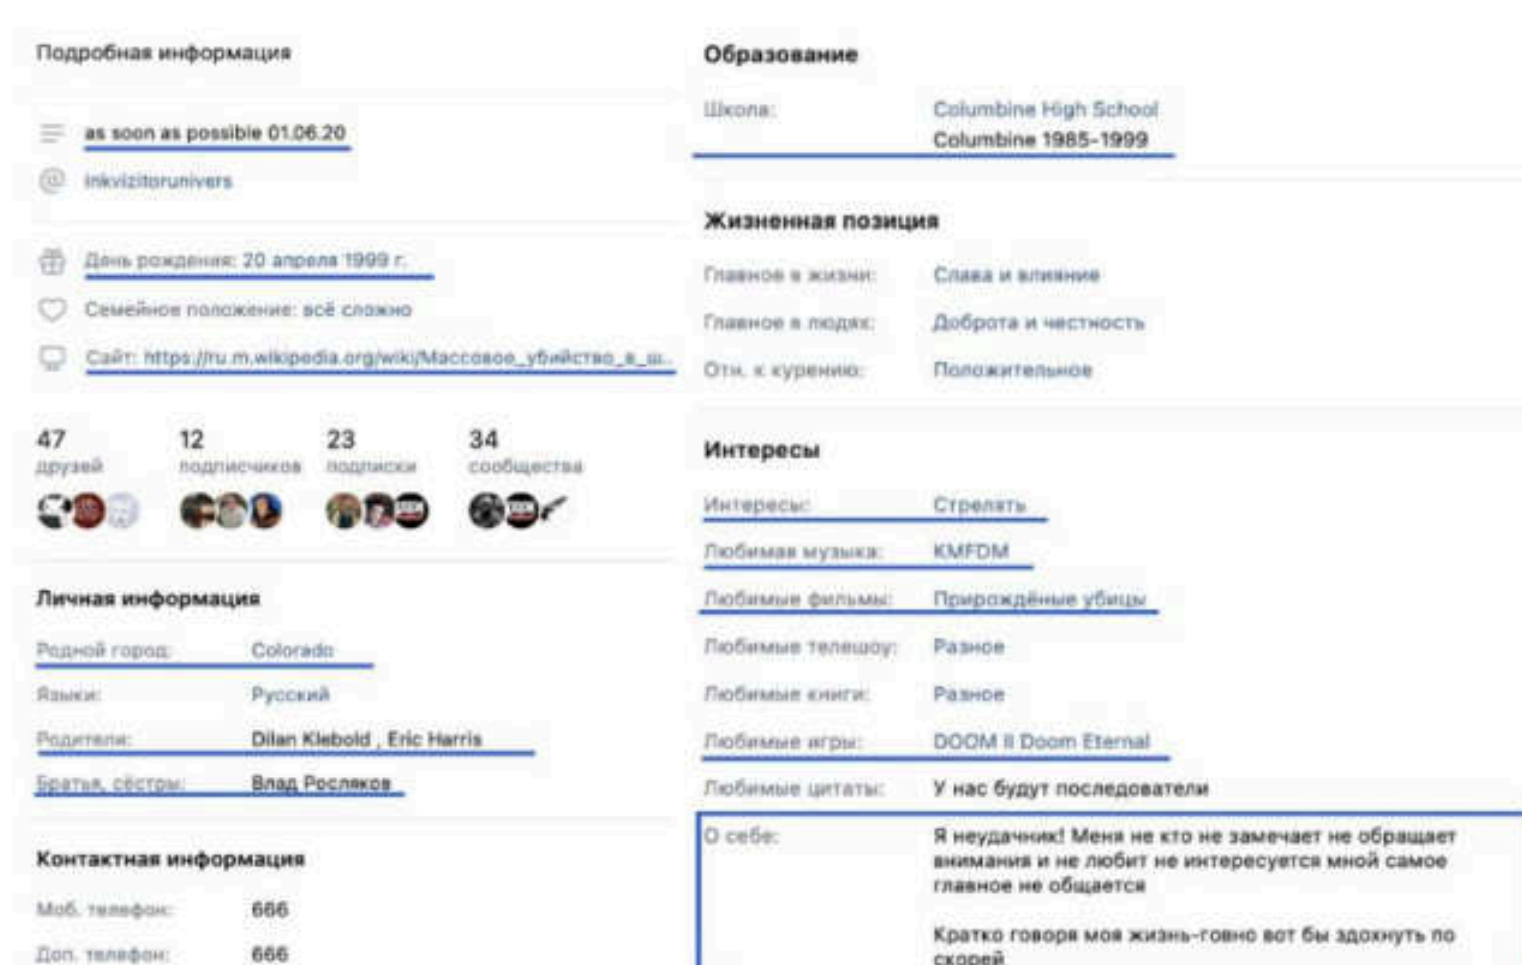 Подробная информация
as soon as possible 01.06.20
inkvizitorunivers
День рождения: 20 апреля 1999 г.
Семейное положение: всё сложно
Сайт: https://ru.m.wikipedia.org/wiki/Массовое_убийство_в_ш..
47
друзей
12
подписчиков
23
подписки
34
сообщества
Личная информация
Родной город: Colorado
Языки: Русский
Родители: Dilan Klebold , Eric Harris
Братья, сёстры: Влад Росляков
Контактная информация
Моб. телефон: 666
Доп. телефон: 666
Образование
Школа: Columbine High School
Columbine 1985-1999
Жизненная позиция
Главное в жизни: Слава и влияние
Главное в людях: Доброта и честность
Отн. к курению: Положительное
Интересы
Интересы: Стрелять
Любимая музыка: KMFDM
Любимые фильмы: Прирождёные убицы
Любимые телешоу: Разное
Любимые книги: Разное
Любимые игры: DOOM II Doom Eternal
Любимые цитаты: У нас будут последователи
О себе: Я неудачник! Меня не кто не замечает не обращает
внимания и не любит не интересуется мной самое
главное не общается
Кратко говоря моя жизнь-говно вот бы здохнуть по
скорей